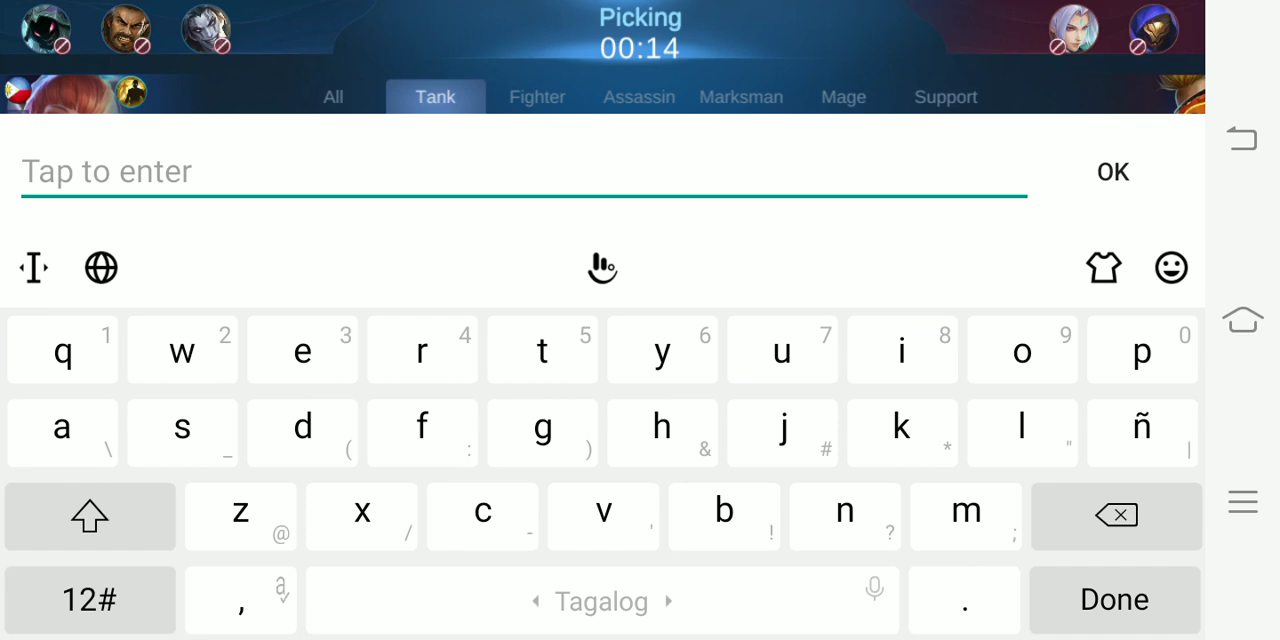 Picking
00:14
All Tank Fighter Assassin Marksman Mage Support
Tap to enter OK
q 1 w 2 e 3 r 4 t 5 y 6 u 7 i 8 o 9 p 0
a \ s _ d ( f : g ) h & j # k * l " ñ |
z @ x / c - v ' b ! n ? m ;
12# , a Tagalog . Done